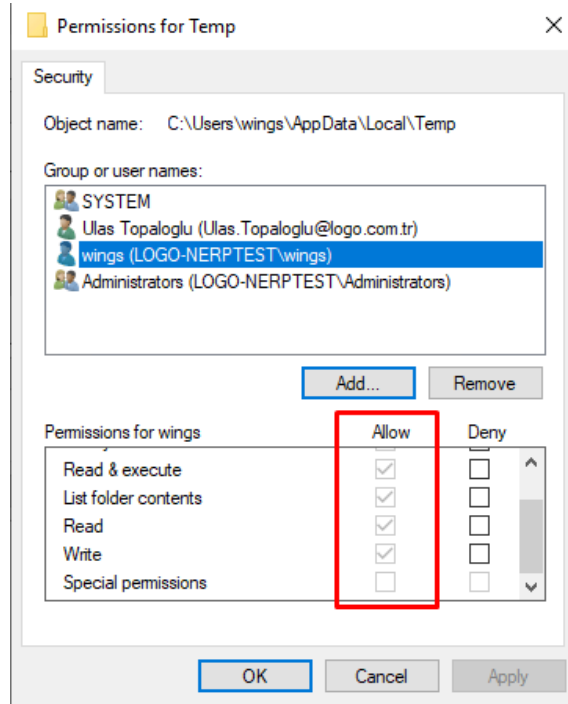 Permissions for Temp
Security
Object name: C:\Users\wings\AppData\Local\Temp
Group or user names:
SYSTEM
Ulas Topaloglu (Ulas.Topaloglu@logo.com.tr)
wings (LOGO-NERPTEST\wings)
Administrators (LOGO-NERPTEST\Administrators)
Add...
Remove
Permissions for wings Allow Deny
Read & execute
List folder contents
Read
Write
Special permissions
OK Cancel Apply